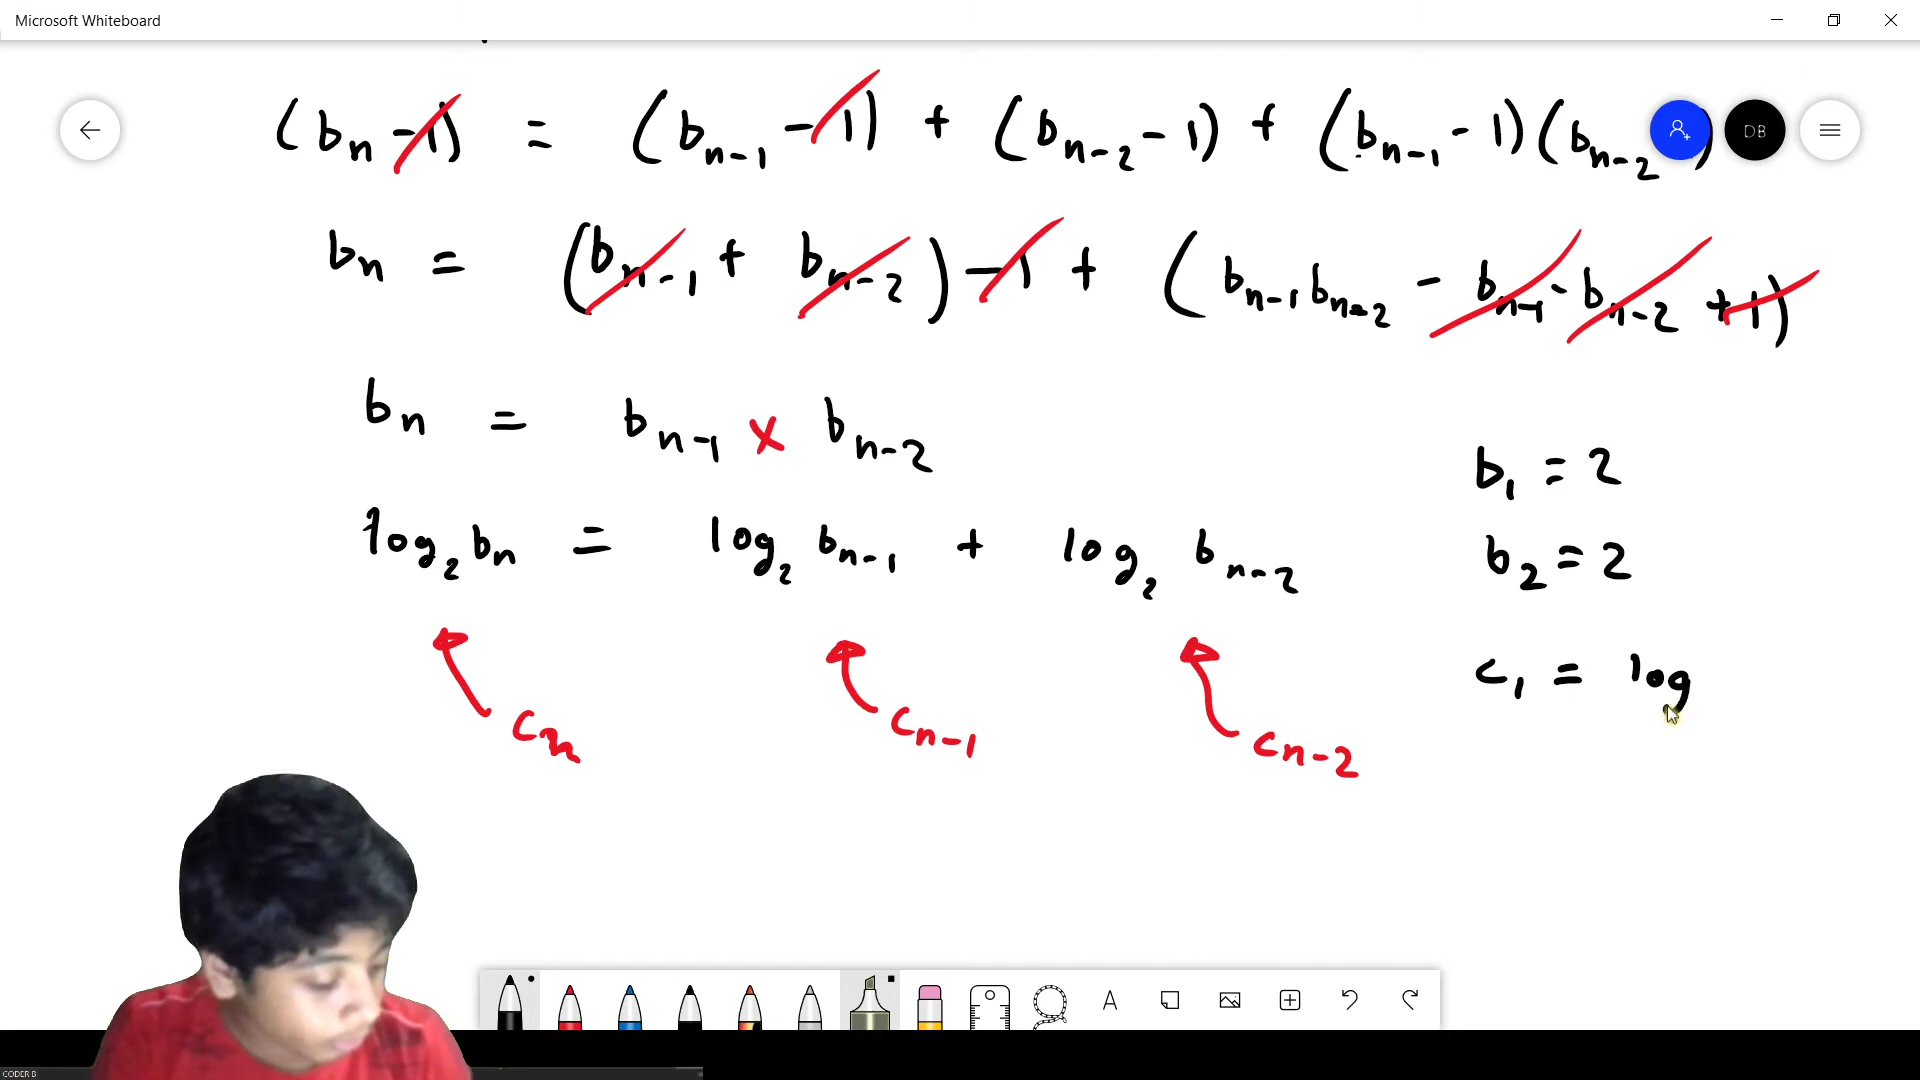 Microsoft Whiteboard
(bₙ - 1) = (bₙ₋₁ - 1) + (bₙ₋₂ - 1) + (bₙ₋₁ - 1)(bₙ₋₂ )
DB
bₙ = (bₙ₋₁ + bₙ₋₂) - 1 + (bₙ₋₁bₙ₋₂ - bₙ₋₁ - bₙ₋₂ + 1)
bₙ = bₙ₋₁ x bₙ₋₂
b₁ = 2
log₂ bₙ = log₂ bₙ₋₁ + log₂ bₙ₋₂
b₂ = 2
c₁ = log
cₙ cₙ₋₁ cₙ₋₂
A
CODER B